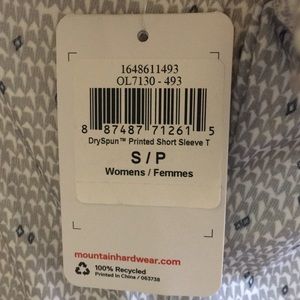 1648611493
OL7130 - 493
8 87487 71261 5
DrySpun™ Printed Short Sleeve T
S / P
Womens / Femmes
mountainhardwear.com
100% Recycled
Printed in China / 063738